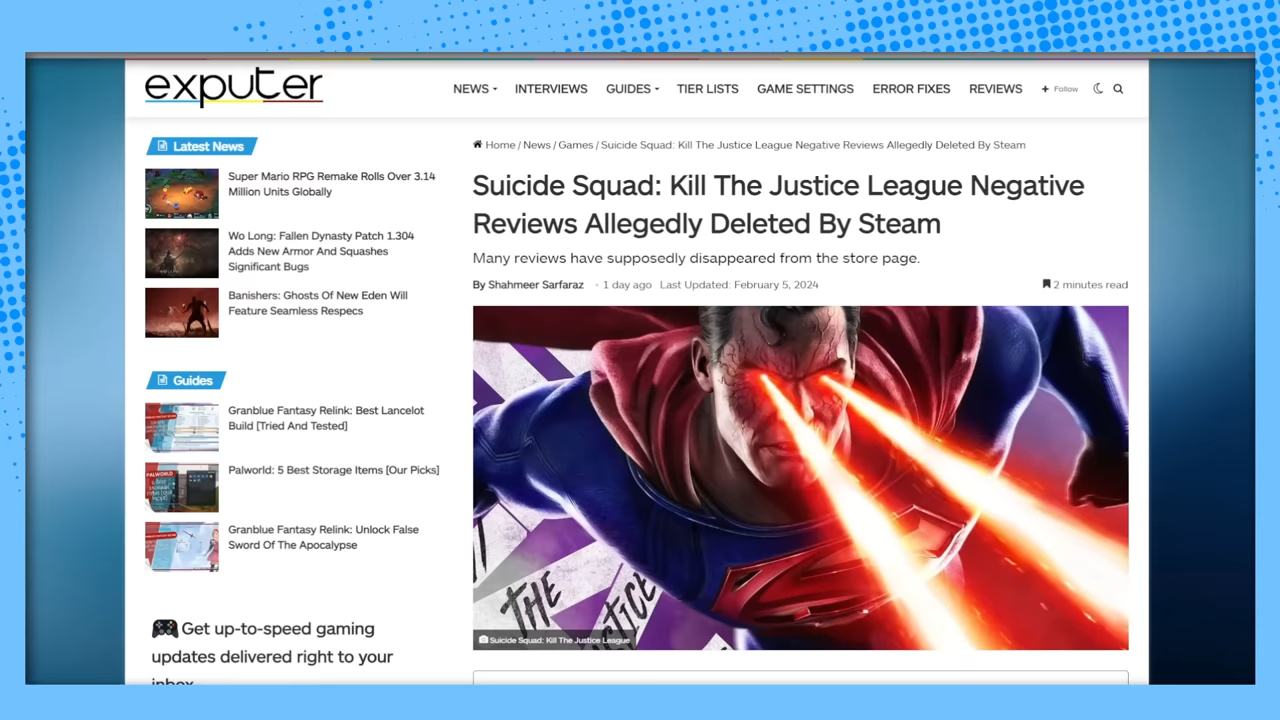 exputer
NEWS INTERVIEWS GUIDES TIER LISTS GAME SETTINGS ERROR FIXES REVIEWS + Follow
Latest News
Super Mario RPG Remake Rolls Over 3.14
Million Units Globally
Wo Long: Fallen Dynasty Patch 1.304
Adds New Armor And Squashes
Significant Bugs
Banishers: Ghosts Of New Eden Will
Feature Seamless Respecs
Guides
Granblue Fantasy Relink: Best Lancelot
Build [Tried And Tested]
Palworld: 5 Best Storage Items [Our Picks]
PALWORLD
Granblue Fantasy Relink: Unlock False
Sword Of The Apocalypse
Get up-to-speed gaming
updates delivered right to your
inbox
Home / News / Games / Suicide Squad: Kill The Justice League Negative Reviews Allegedly Deleted By Steam
Suicide Squad: Kill The Justice League Negative
Reviews Allegedly Deleted By Steam
Many reviews have supposedly disappeared from the store page.
By Shahmeer Sarfaraz 1 day ago Last Updated: February 5, 2024 2 minutes read
THE
Suicide Squad: Kill The Justice League